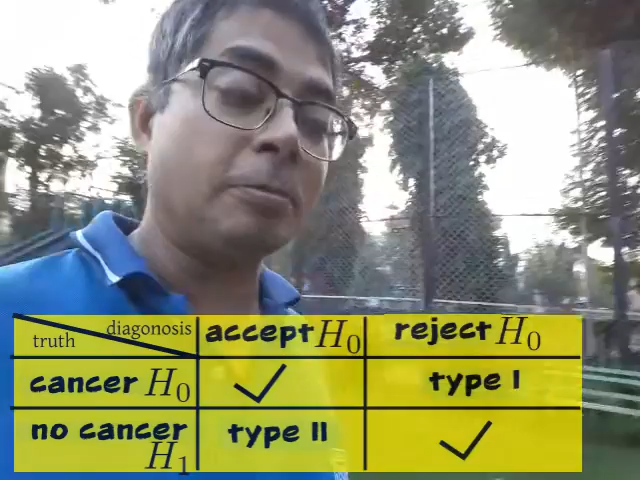 diagonosis
truth
accept H₀
reject H₀
cancer H₀
type I
no cancer
H₁
type II